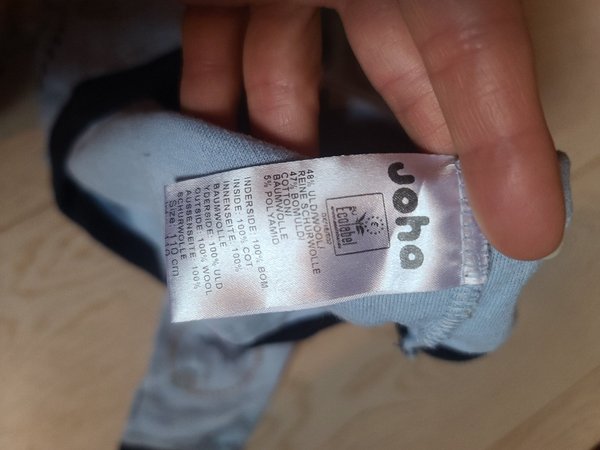 joha
Ecolabel
48% ULD/WOOL/
REINE SCHURWOLLE
47% BOMULD/
COTTON/
BAUMWOLLE
5% POLYAMID
INDERSIDE: 100% BOM
INSIDE: 100% COT
INNENSEITE: 100%
BAUMWOLLE
YDERSIDE: 100% ULD
OUTSIDE: 100% WOOL
AUSSENSEITE: 100%
SCHURWOLLE
Size: 110 cm